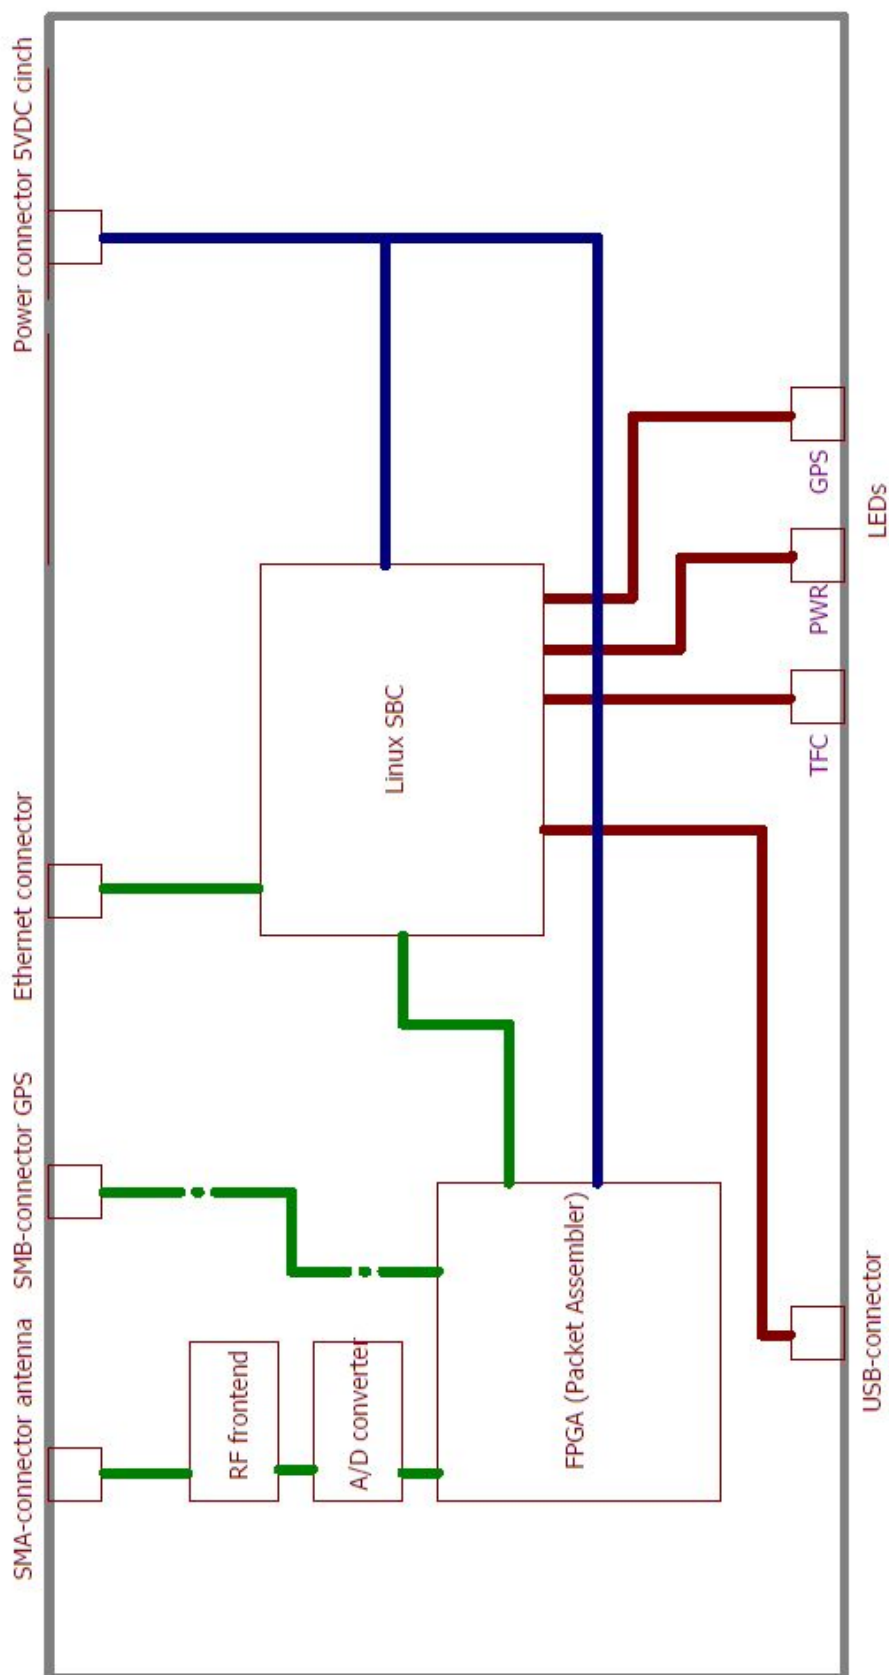 SMA-connector antenna
SMB-connector GPS
Ethernet connector
Power connector 5VDC cinch
RF frontend
A/D converter
Linux SBC
FPGA (Packet Assembler)
TFC
PWR
GPS
USB-connector
LEDs